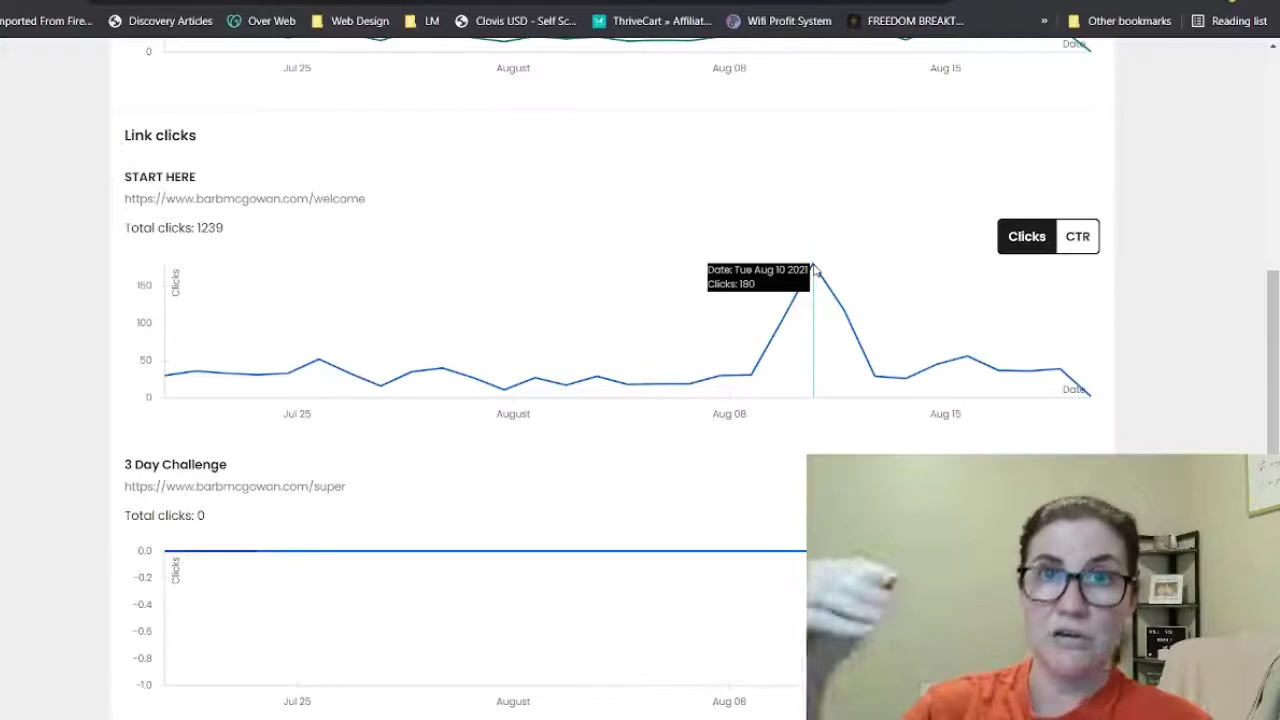 mported From Fire... Discovery Articles Over Web Web Design LM Clovis USD - Self Sc... ThriveCart » Affiliat... Wifi Profit System FREEDOM BREAKT... » Other bookmarks Reading list
0
Date
Jul 25 August Aug 08 Aug 15
Link clicks
START HERE
https://www.barbmcgowan.com/welcome
Total clicks: 1239
Clicks CTR
Date: Tue Aug 10 2021
Clicks: 180
Clicks
150
100
50
0
Date
Jul 25 August Aug 08 Aug 15
3 Day Challenge
https://www.barbmcgowan.com/super
Total clicks: 0
Clicks
0.0
-0.2
-0.4
-0.6
-0.8
-1.0
Jul 25 August Aug 08